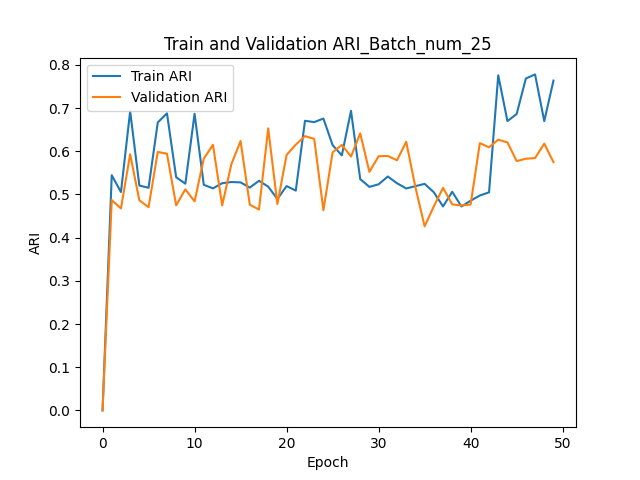 Train and Validation ARI_Batch_num_25
Train ARI
Validation ARI
0.8
0.7
0.6
0.5
0.4
0.3
0.2
0.1
0.0
ARI
0 10 20 30 40 50
Epoch